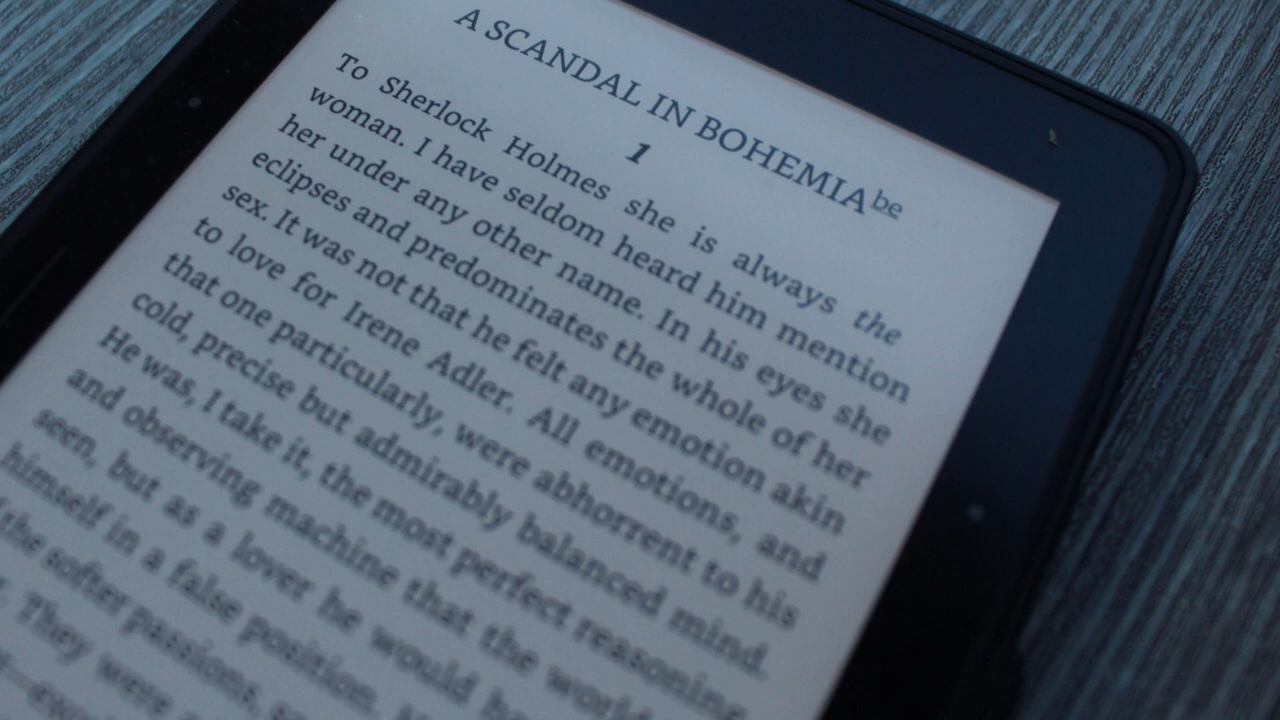 A SCANDAL IN BOHEMIAbe
1
To Sherlock Holmes she is always the
woman. I have seldom heard him mention
her under any other name. In his eyes she
eclipses and predominates the whole of her
sex. It was not that he felt any emotion akin
to love for Irene Adler. All emotions, and
that one particularly, were abhorrent to his
cold, precise but admirably balanced mind.
He was, I take it, the most perfect reasoning
and observing machine that the world
seen, but as a lover he would
himself in a false position.
the softer passions,
They were